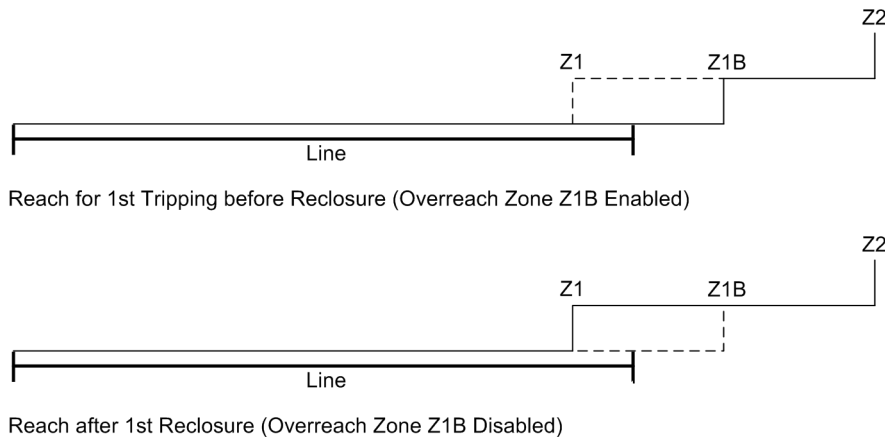 Z2
Z1 Z1B
Line
Reach for 1st Tripping before Reclosure (Overreach Zone Z1B Enabled)
Z2
Z1 Z1B
Line
Reach after 1st Reclosure (Overreach Zone Z1B Disabled)